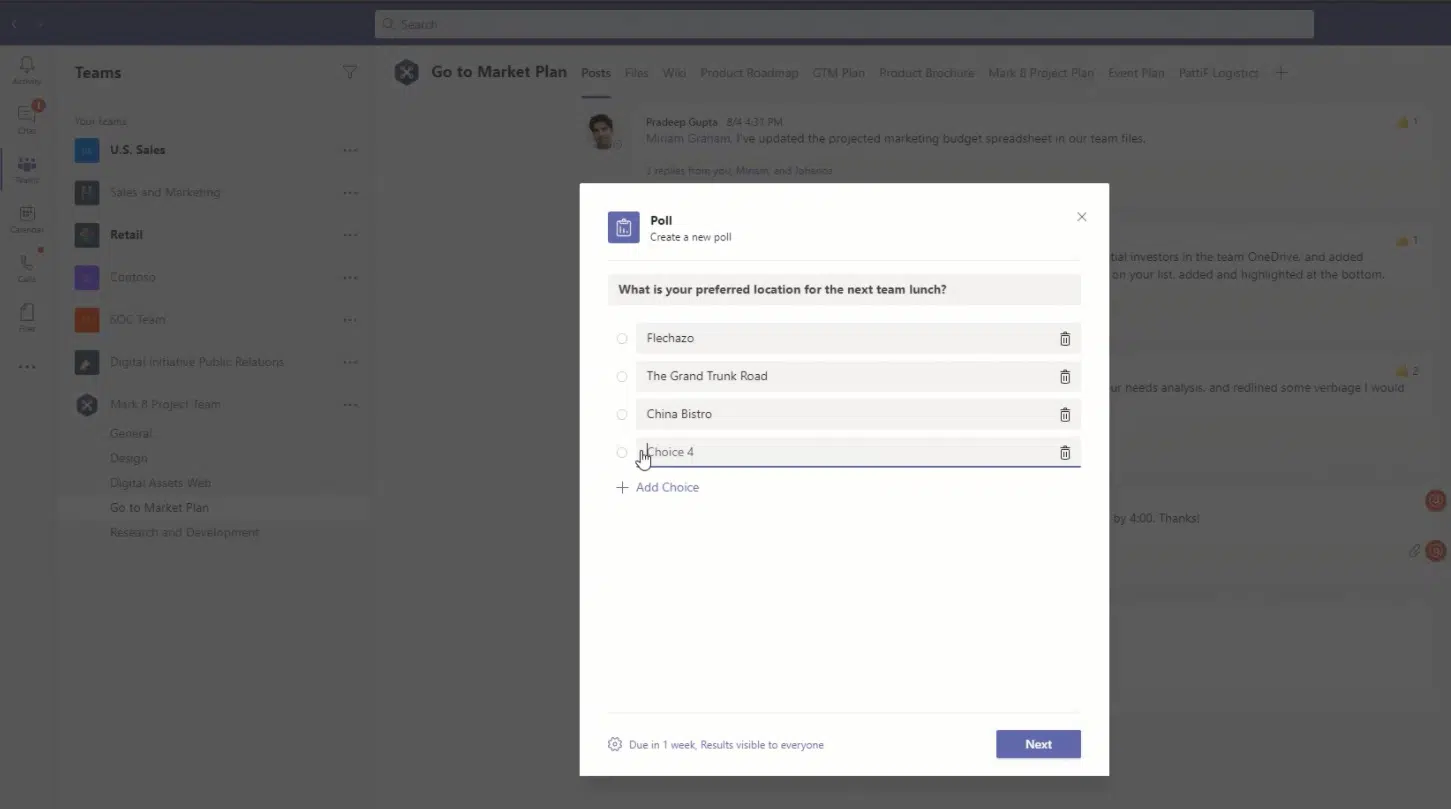 Search
Activity
Chat
1
Teams
Calendar
Calls
Files
Teams
Your teams
U.S. Sales
Sales and Marketing
Retail
Contoso
SOC Team
Digital Initiative Public Relations
Mark 8 Project Team
General
Design
Digital Assets Web
Go to Market Plan
Research and Development
Go to Market Plan Posts Files Wiki Product Roadmap GTM Plan Product Brochure Mark 8 Project Plan Event Plan PattiF Logistics
Pradeep Gupta 8/4 4:31 PM
1
Miriam Graham, I've updated the projected marketing budget spreadsheet in our team files.
replies from you, Miriam, and Johanna
1
tial investors in the team OneDrive, and added
on your list, added and highlighted at the bottom.
2
ur needs analysis, and redlined some verbiage I would
by 4:00. Thanks!
Poll
Create a new poll
What is your preferred location for the next team lunch?
Flechazo
The Grand Trunk Road
China Bistro
Choice 4
Add Choice
Due in 1 week, Results visible to everyone
Next